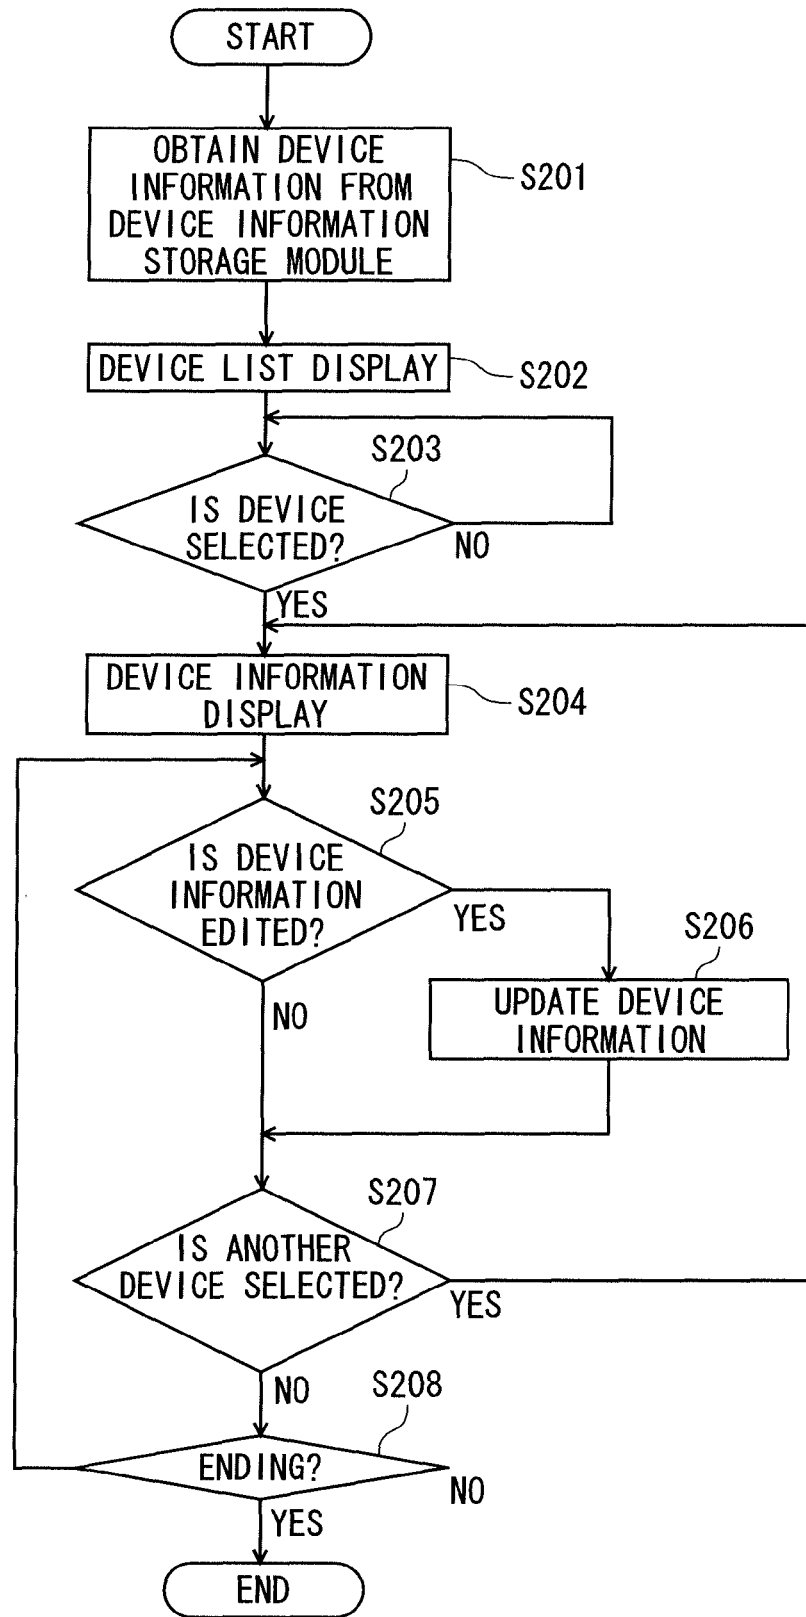 START
OBTAIN DEVICE
INFORMATION FROM
DEVICE INFORMATION
STORAGE MODULE
S201
DEVICE LIST DISPLAY
S202
S203
IS DEVICE
SELECTED?
NO
YES
DEVICE INFORMATION
DISPLAY
S204
S205
IS DEVICE
INFORMATION
EDITED?
YES
S206
UPDATE DEVICE
INFORMATION
NO
S207
IS ANOTHER
DEVICE SELECTED?
YES
NO
S208
ENDING?
NO
YES
END